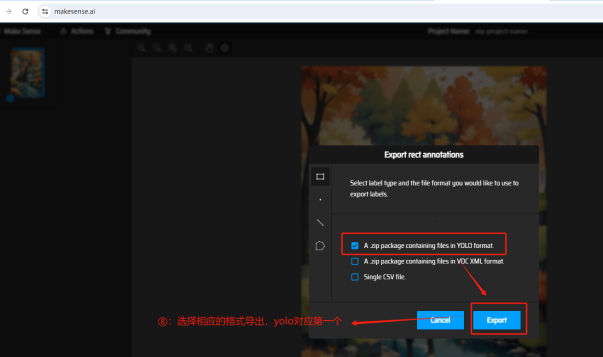 makesense.ai
Make Sense
Actions
Community
Project Name: my-project-name
Export rect annotations
Select label type and the file format you would like to use to
export labels.
A .zip package containing files in YOLO format.
A .zip package containing files in VOC XML format.
Single CSV file.
Cancel
Export
⑧：选择相应的格式导出，yolo对应第一个